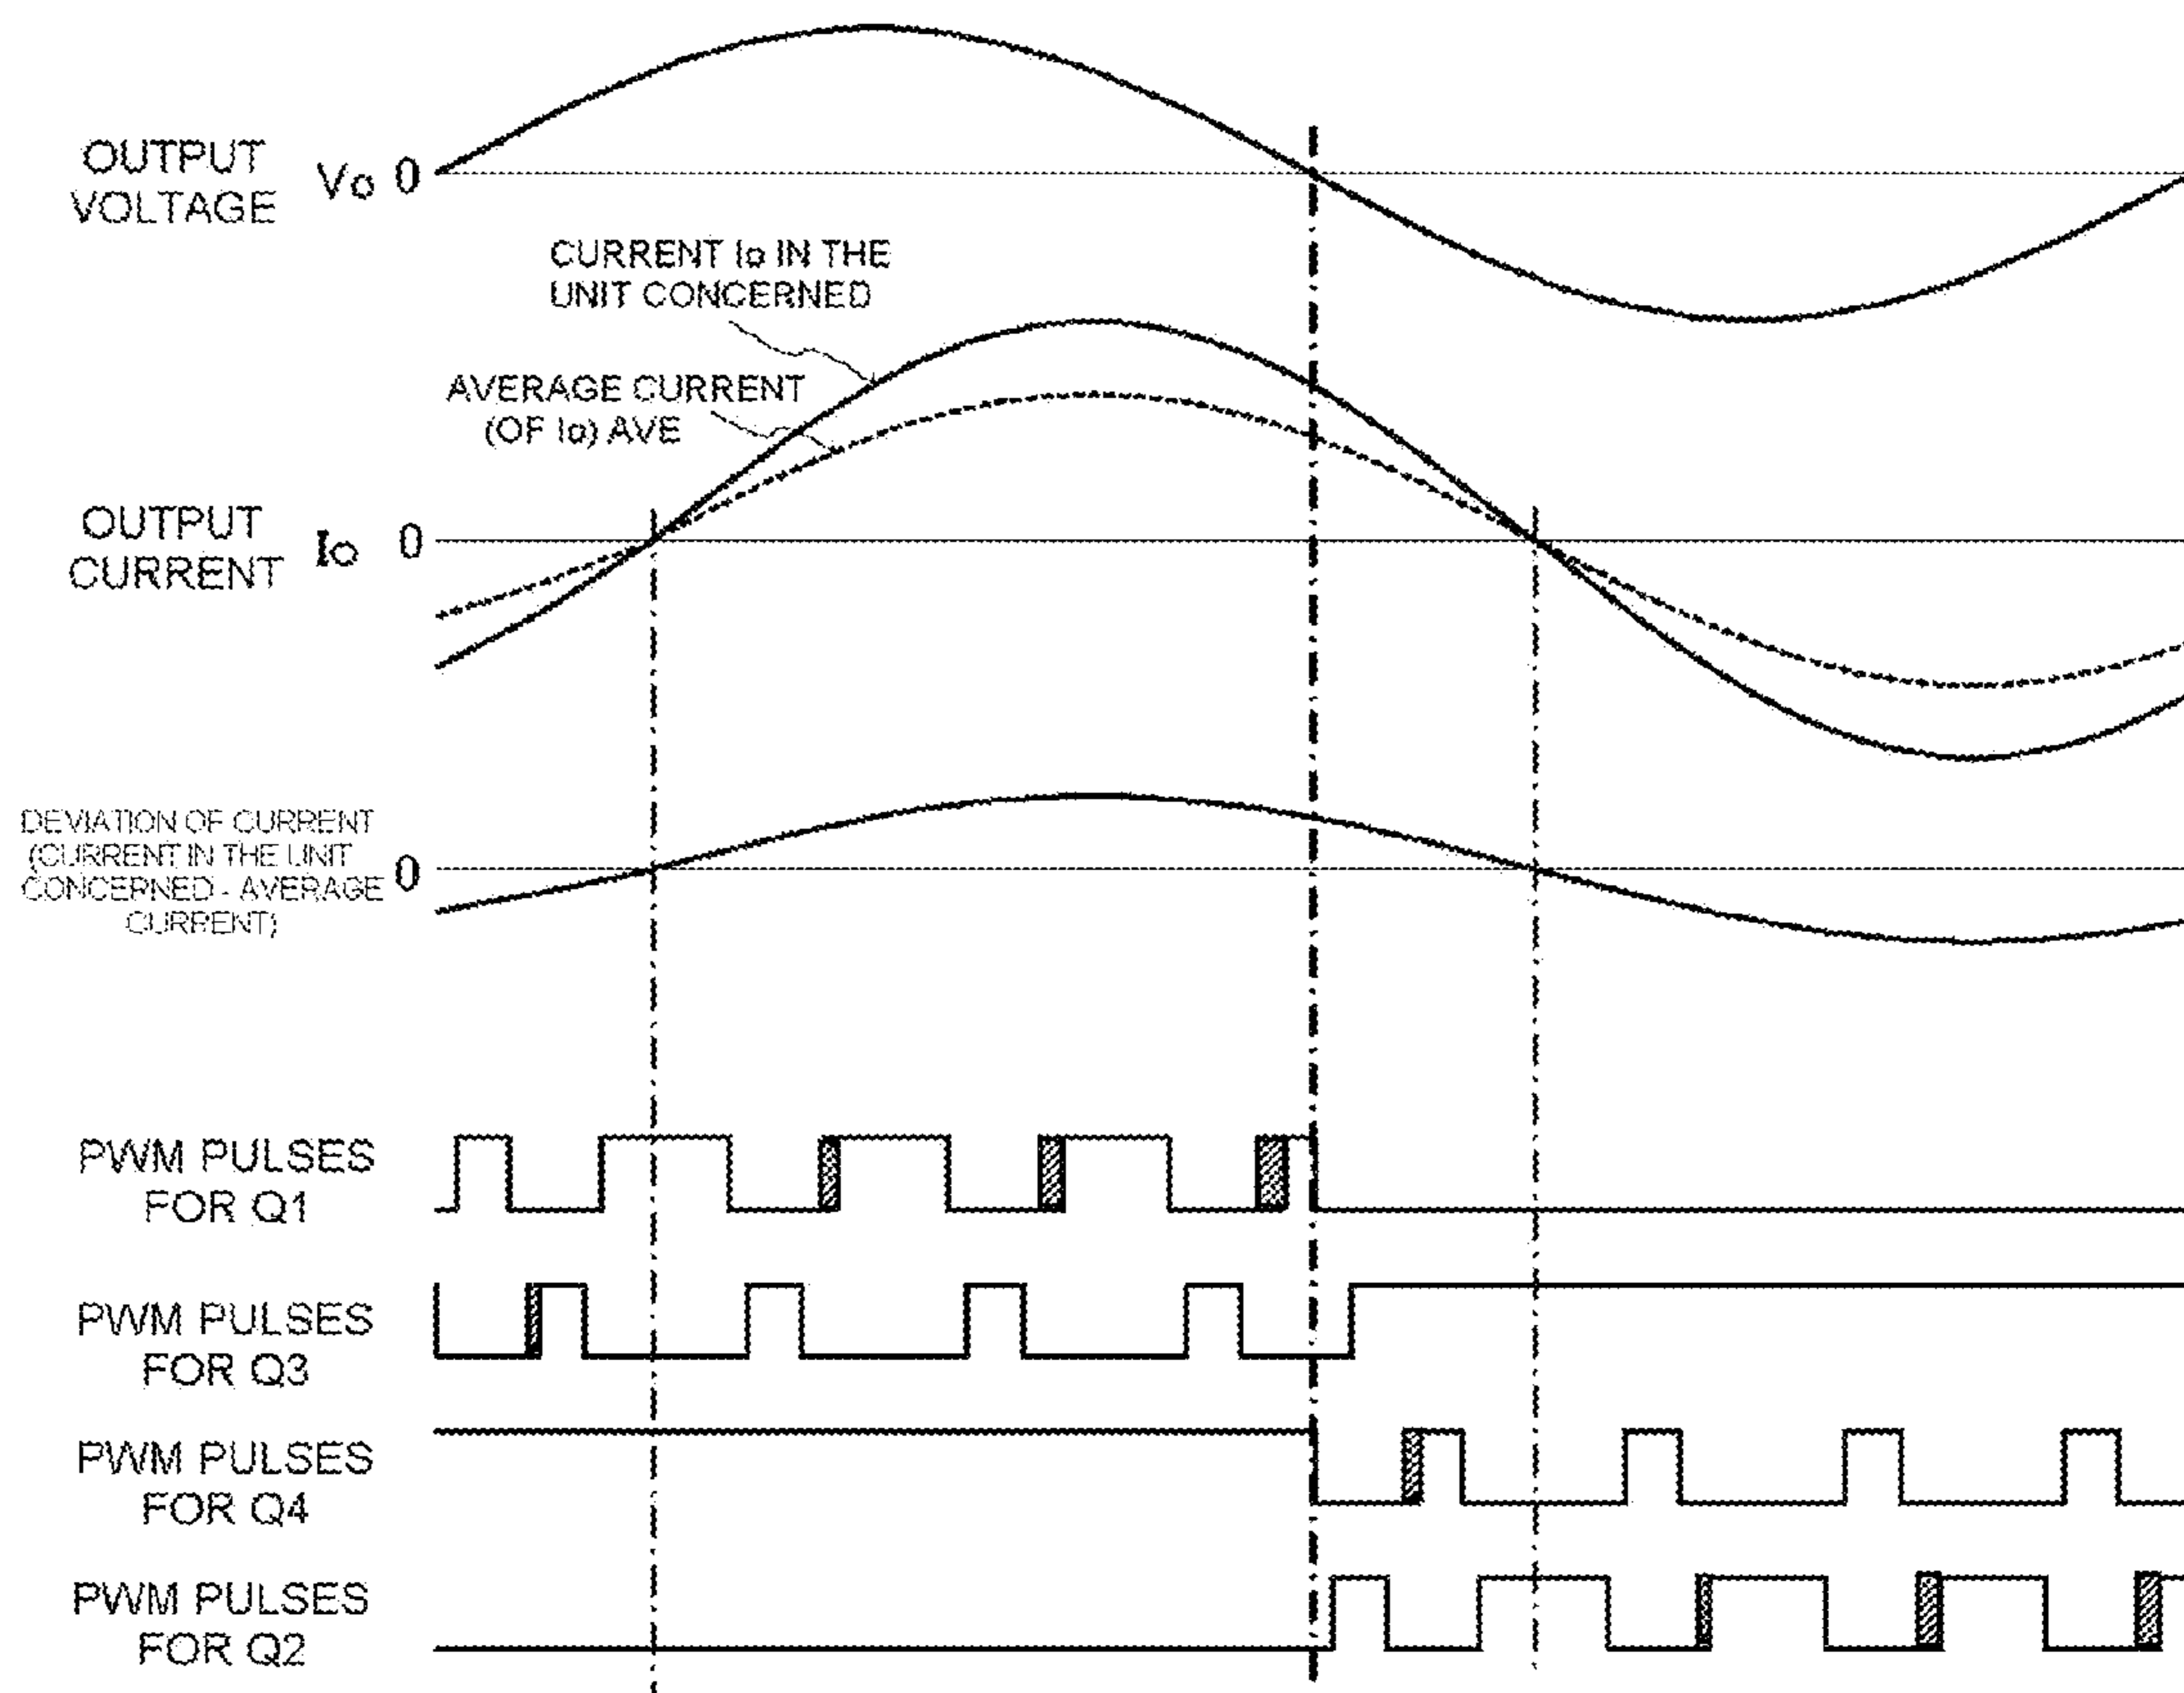 OUTPUT
VOLTAGE
Vo 0
CURRENT Io IN THE
UNIT CONCERNED
AVERAGE CURRENT
(OF Io) AVE
OUTPUT
CURRENT
Io 0
DEVIATION OF CURRENT
(CURRENT IN THE UNIT
CONCERNED - AVERAGE
CURRENT)
0
PWM PULSES
FOR Q1
PWM PULSES
FOR Q3
PWM PULSES
FOR Q4
PWM PULSES
FOR Q2